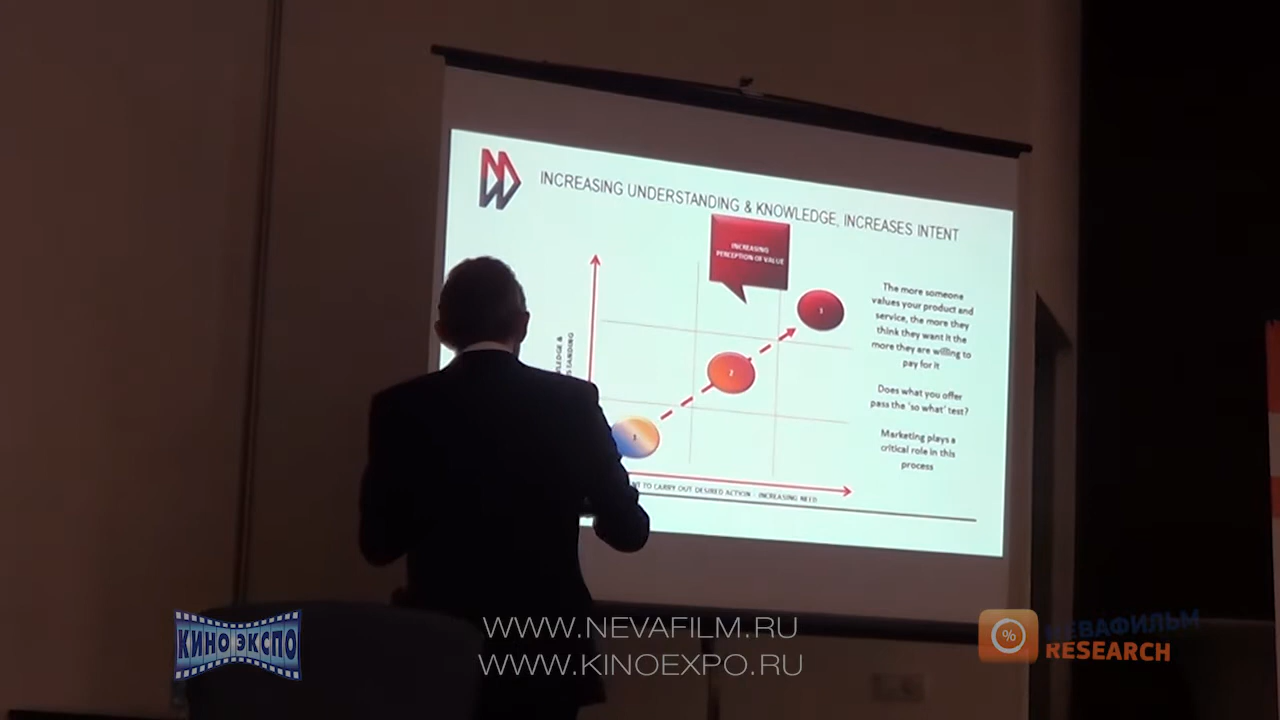 INCREASING UNDERSTANDING & KNOWLEDGE, INCREASES INTENT
INCREASING
PERCEPTION OF VALUE
The more someone
values your product and
service, the more they
think they want it the
more they are willing to
pay for it
Does what you offer
pass the 'so what' test?
Marketing plays a
critical role in this
process
2
TO CARRY OUT DESIRED ACTION - INCREASING NEED
КИНО ЭКСПО
WWW.NEVAFILM.RU
WWW.KINOEXPO.RU
%
НЕВАФИЛЬМ
RESEARCH